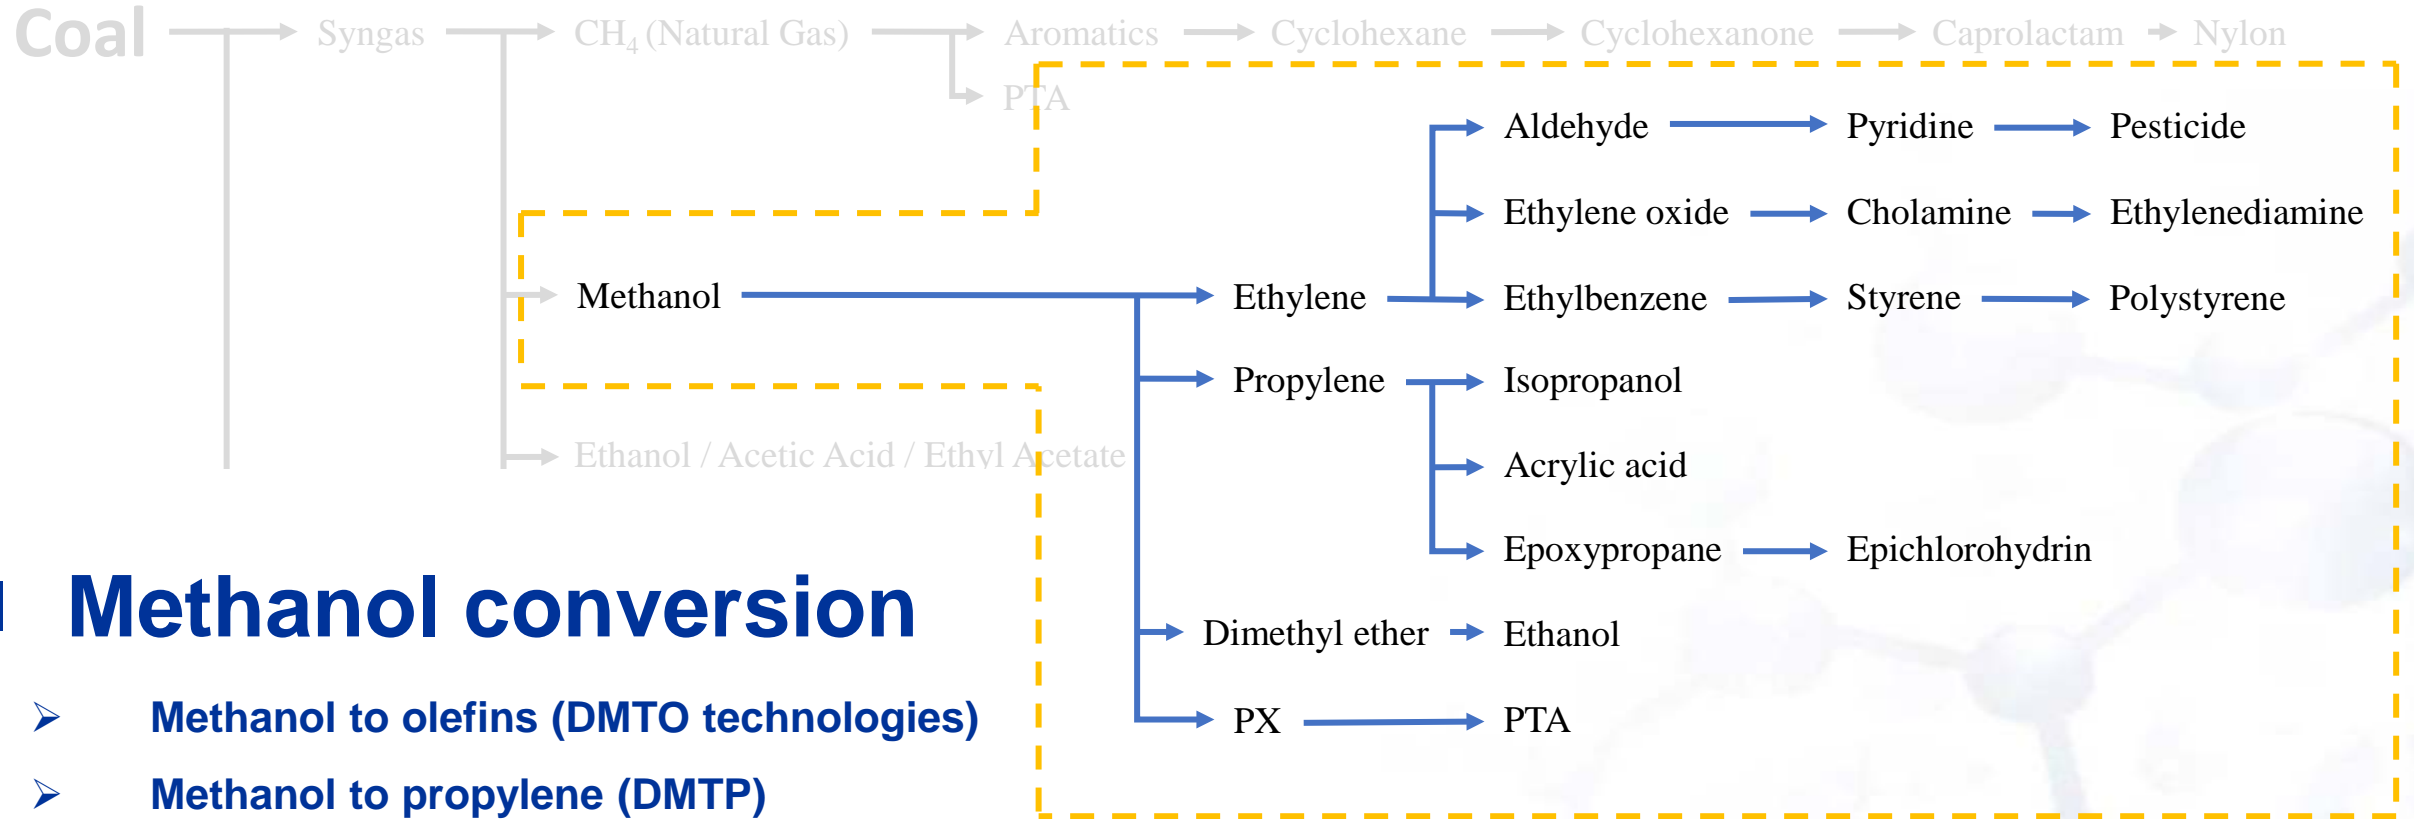 Coal Syngas CH₄ (Natural Gas) Aromatics Cyclohexane Cyclohexanone Caprolactam Nylon
PTA
Aldehyde Pyridine Pesticide
Ethylene oxide Cholamine Ethylenediamine
Methanol Ethylene Ethylbenzene Styrene Polystyrene
Propylene Isopropanol
Ethanol / Acetic Acid / Ethyl Acetate Acrylic acid
Epoxypropane Epichlorohydrin
Methanol conversion
Dimethyl ether Ethanol
Methanol to olefins (DMTO technologies)
PX PTA
Methanol to propylene (DMTP)